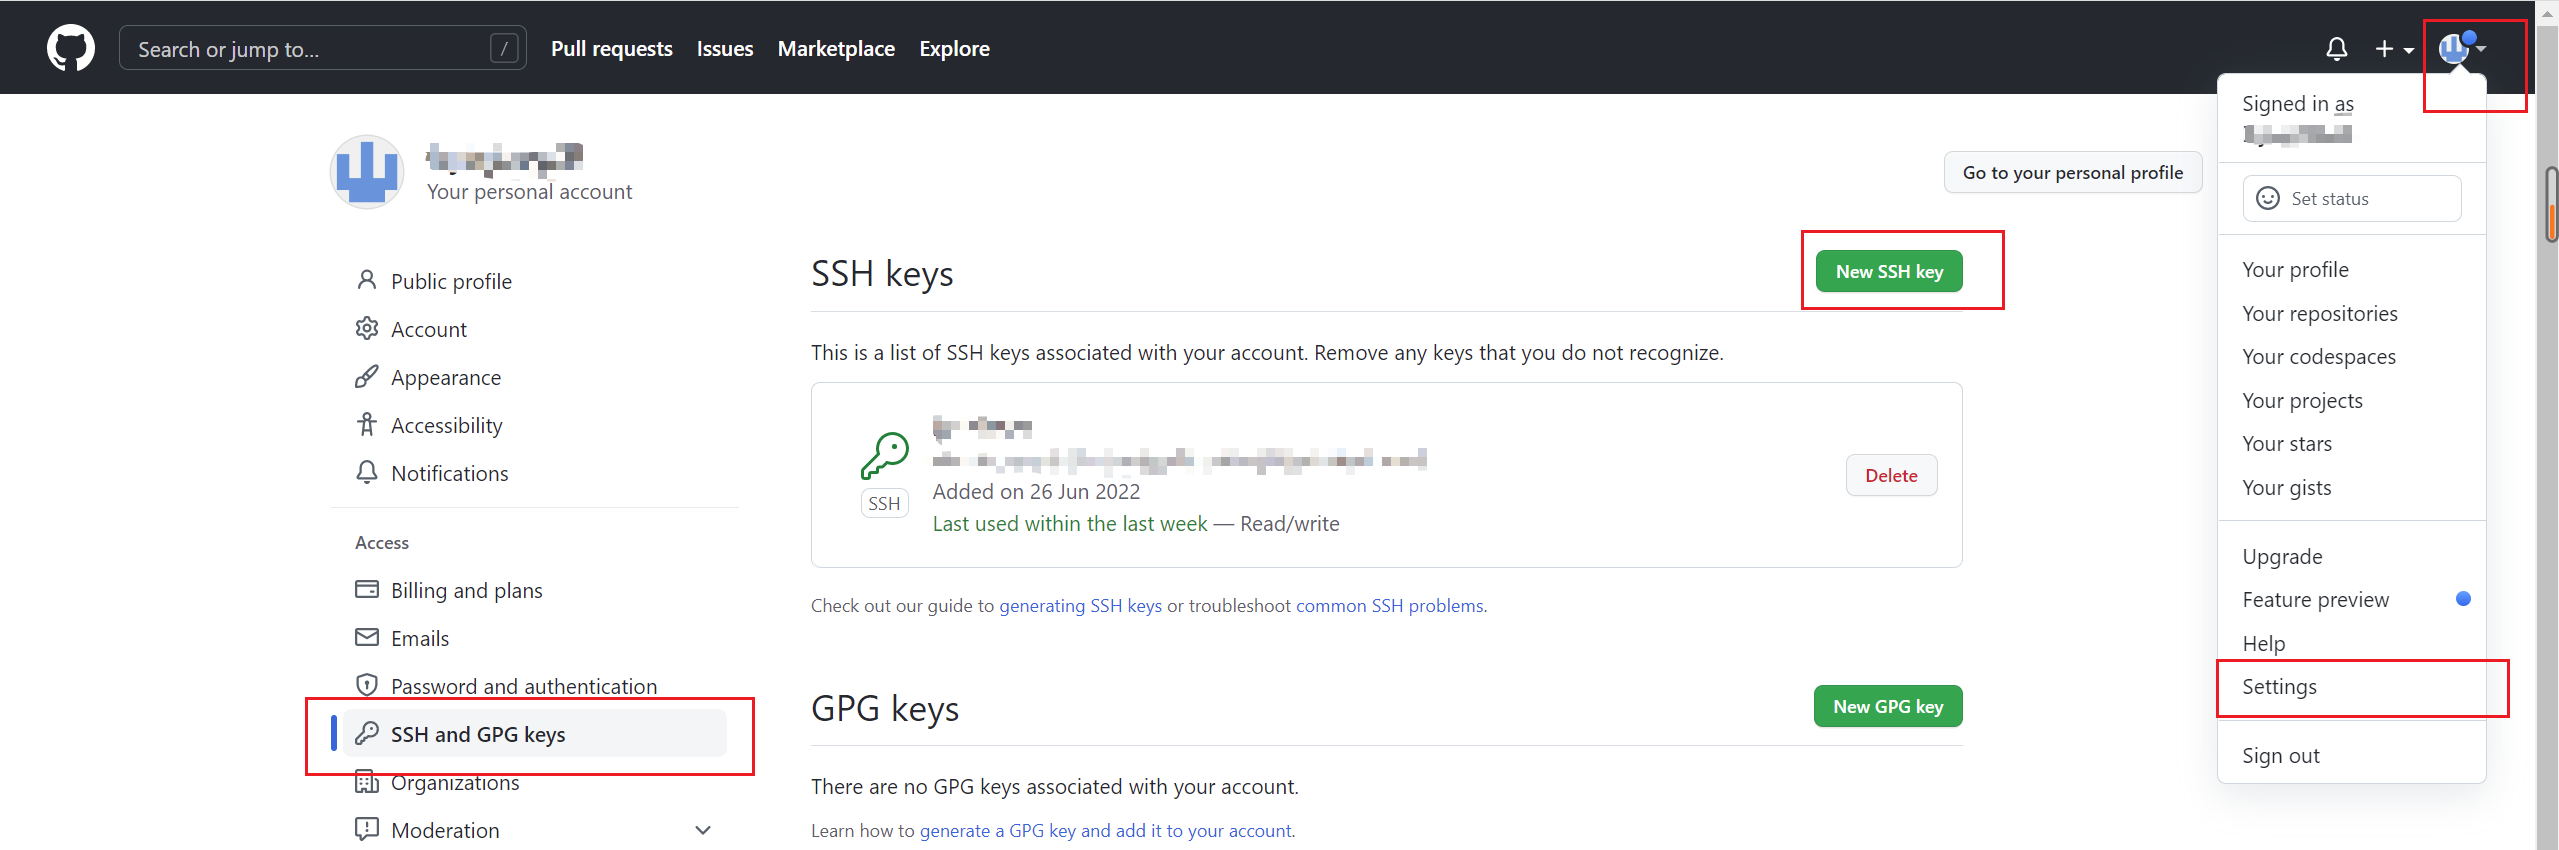 Search or jump to...
/
Pull requests
Issues
Marketplace
Explore
Your personal account
Go to your personal profile
Public profile
Account
Appearance
Accessibility
Notifications
Access
Billing and plans
Emails
Password and authentication
SSH and GPG keys
Organizations
Moderation
SSH keys
New SSH key
This is a list of SSH keys associated with your account. Remove any keys that you do not recognize.
SSH
Added on 26 Jun 2022
Last used within the last week — Read/write
Delete
Check out our guide to generating SSH keys or troubleshoot common SSH problems.
GPG keys
New GPG key
There are no GPG keys associated with your account.
Learn how to generate a GPG key and add it to your account.
Signed in as
Set status
Your profile
Your repositories
Your codespaces
Your projects
Your stars
Your gists
Upgrade
Feature preview
Help
Settings
Sign out